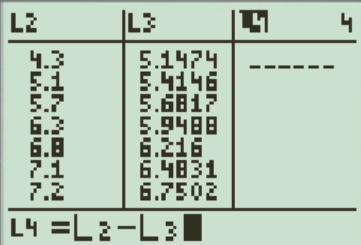 L2 L3 L4 4
4.3 5.1474 ------
5.1 5.4146
5.7 5.6817
6.3 5.9488
6.8 6.216
7.1 6.4831
7.2 6.7502
L4 =L2-L3